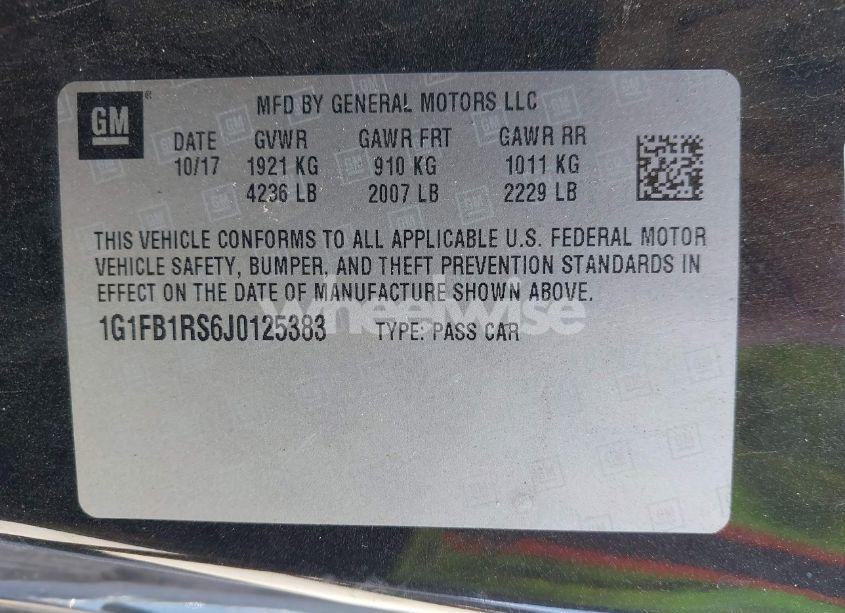 GM
MFD BY GENERAL MOTORS LLC
DATE GVWR GAWR FRT GAWR RR
10/17 1921 KG 910 KG 1011 KG
4236 LB 2007 LB 2229 LB
THIS VEHICLE CONFORMS TO ALL APPLICABLE U.S. FEDERAL MOTOR
VEHICLE SAFETY, BUMPER, AND THEFT PREVENTION STANDARDS IN
EFFECT ON THE DATE OF MANUFACTURE SHOWN ABOVE.
wheelwise
1G1FB1RS6J0125383 TYPE: PASS CAR